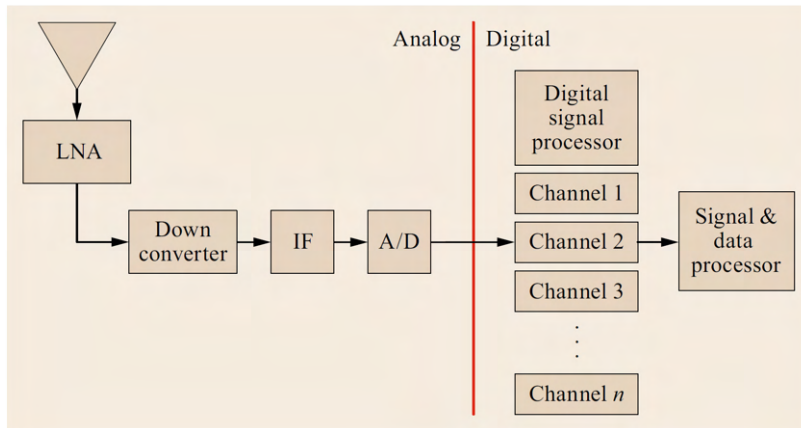 Analog
Digital
LNA
Down
converter
IF
A/D
Digital
signal
processor
Channel 1
Channel 2
Channel 3
Channel n
Signal &
data
processor